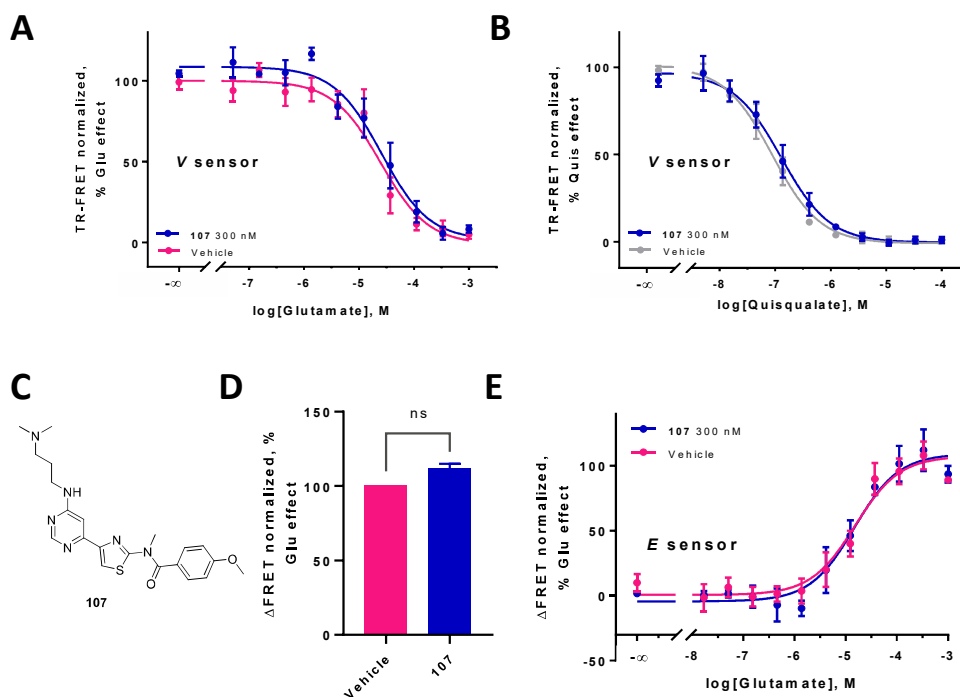 A
TR-FRET normalized,
% Glu effect
100
50
0
V sensor
107 300 nM
Vehicle
-∞
-7
-6
-5
-4
-3
log[Glutamate], M
B
TR-FRET normalized,
% Quis effect
100
50
0
V sensor
107 300 nM
Vehicle
-∞
-8
-7
-6
-5
-4
log[Quisqualate], M
C
N
NH
N
N
N
S
N
O
O
107
D
ΔFRET normalized, %
Glu effect
150
100
50
0
ns
Vehicle
107
E
ΔFRET normalized,
% Glu effect
100
50
0
-50
107 300 nM
Vehicle
E sensor
-∞
-8
-7
-6
-5
-4
-3
log[Glutamate], M